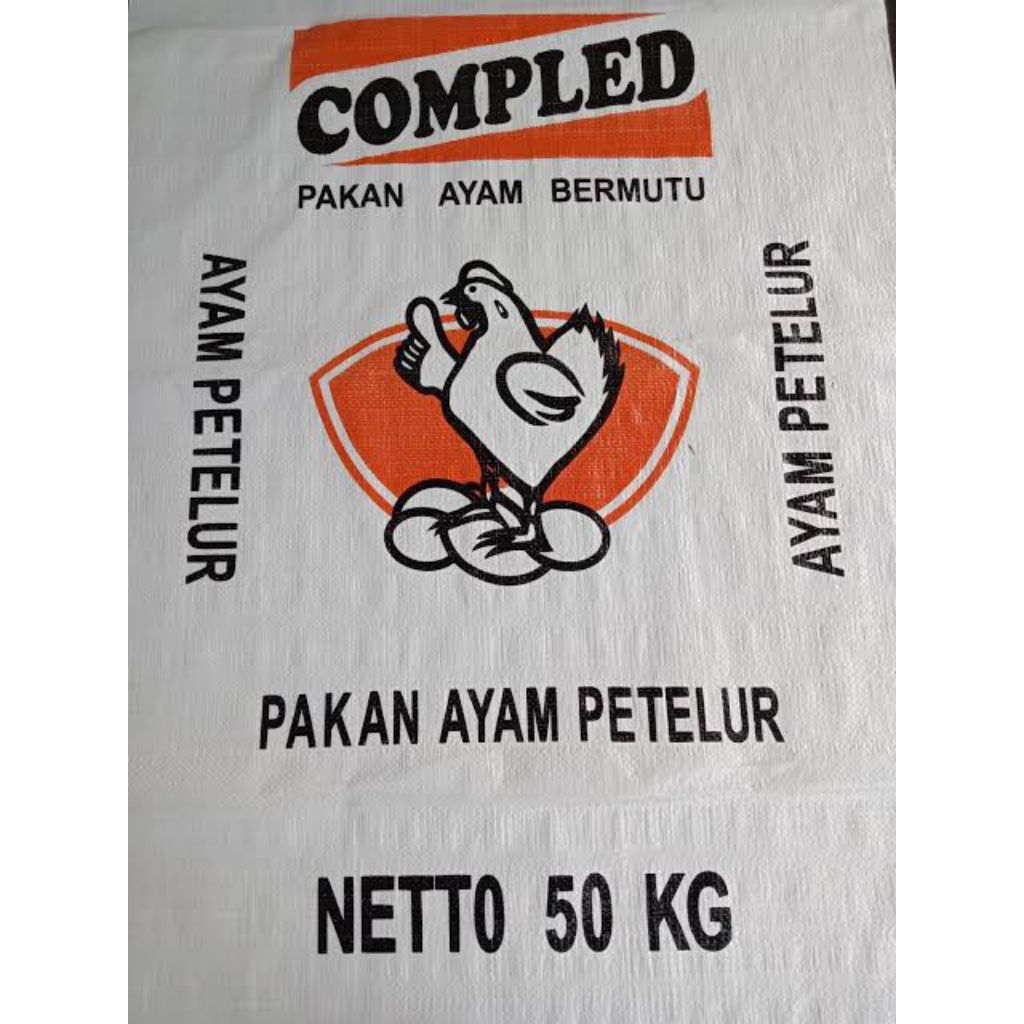 COMPLED
PAKAN AYAM BERMUTU
AYAM PETELUR
AYAM PETELUR
PAKAN AYAM PETELUR
NETTO 50 KG